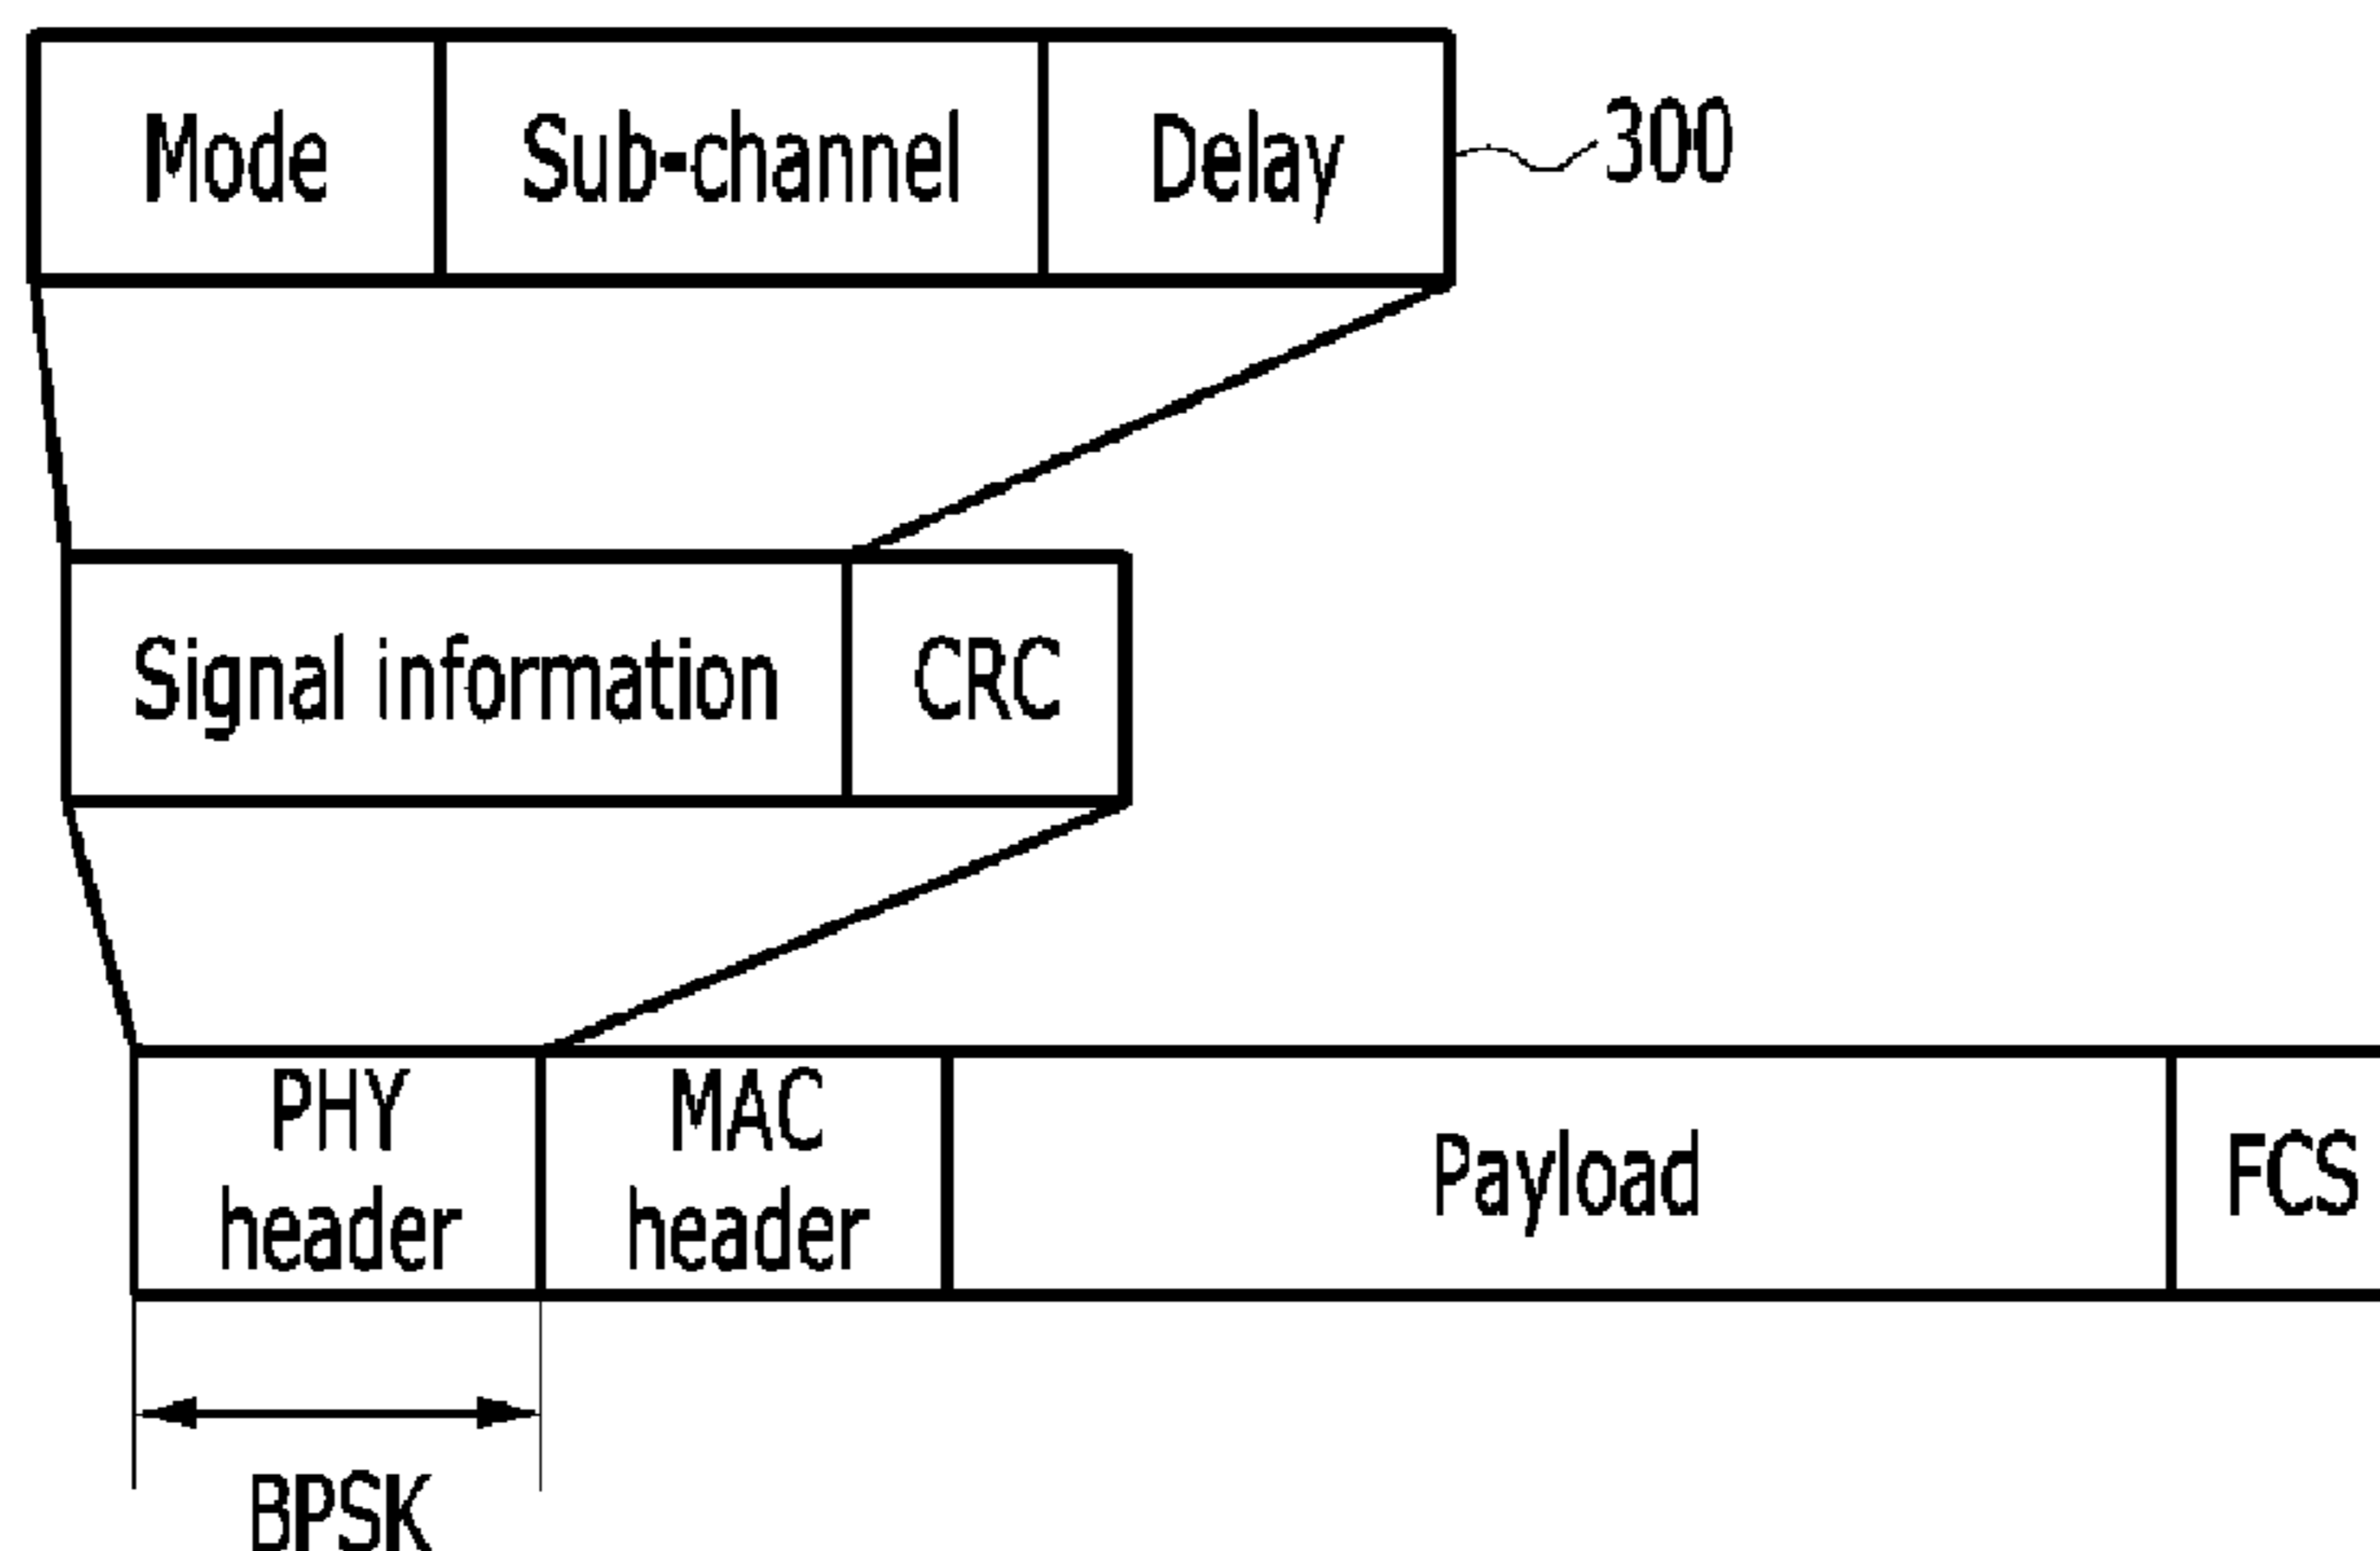 Mode Sub-channel Delay 300
Signal information CRC
PHY header MAC header Payload FCS
BPSK